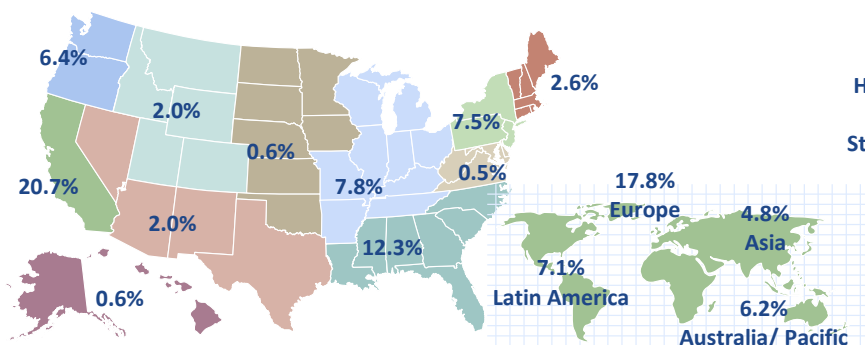 6.4%
2.6%
H
2.0%
7.5%
St
0.6%
0.5%
20.7%
7.8%
17.8%
Europe
4.8%
Asia
2.0%
12.3%
7.1%
Latin America
0.6%
6.2%
Australia/ Pacific